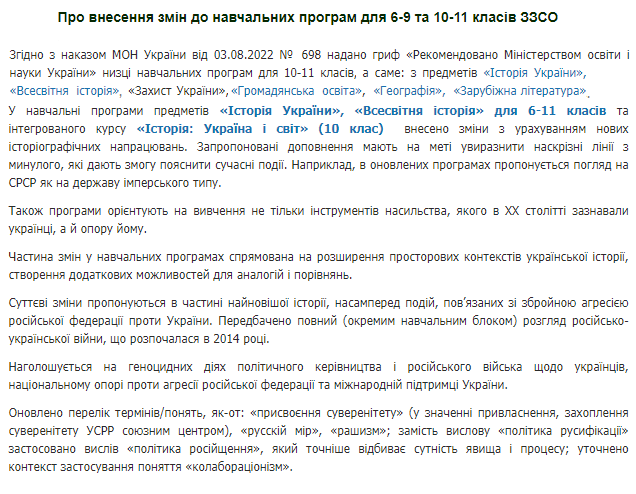 Про внесення змін до навчальних програм для 6-9 та 10-11 класів ЗЗСО
Згідно з наказом МОН України від 03.08.2022 № 698 надано гриф «Рекомендовано Міністерством освіти і
науки України» низці навчальних програм для 10-11 класів, а саме: з предметів «Історія України»,
«Всесвітня історія», «Захист України», «Громадянська освіта», «Географія», «Зарубіжна література».
У навчальні програми предметів «Історія України», «Всесвітня історія» для 6-11 класів та
інтегрованого курсу «Історія: Україна і світ» (10 клас) внесено зміни з урахуванням нових
історіографічних напрацювань. Запропоновані доповнення мають на меті увиразнити наскрізні лінії з
минулого, які дають змогу пояснити сучасні події. Наприклад, в оновлених програмах пропонується погляд на
СРСР як на державу імперського типу.
Також програми орієнтують на вивчення не тільки інструментів насильства, якого в ХХ столітті зазнавали
українці, а й опору йому.
Частина змін у навчальних програмах спрямована на розширення просторових контекстів української історії,
створення додаткових можливостей для аналогій і порівнянь.
Суттєві зміни пропонуються в частині новітньої історії, насамперед подій, пов’язаних зі збройною агресією
російської федерації проти України. Передбачено повний (окремим навчальним блоком) розгляд російсько-
української війни, що розпочалася в 2014 році.
Наголошується на геноцидних діях політичного керівництва і російського війська щодо українців,
національному опорі проти агресії російської федерації та міжнародній підтримці України.
Оновлено перелік термінів/понять, як-от: «присвоєння суверенітету» (у значенні привласнення, захоплення
суверенітету УСРР союзним центром), «русскій мір», «рашизм»; замість вислову «політика русифікації»
застосовано вислів «політика російщення», який точніше відбиває сутність явища і процесу; уточнено
контекст застосування поняття «колабораціонізм».